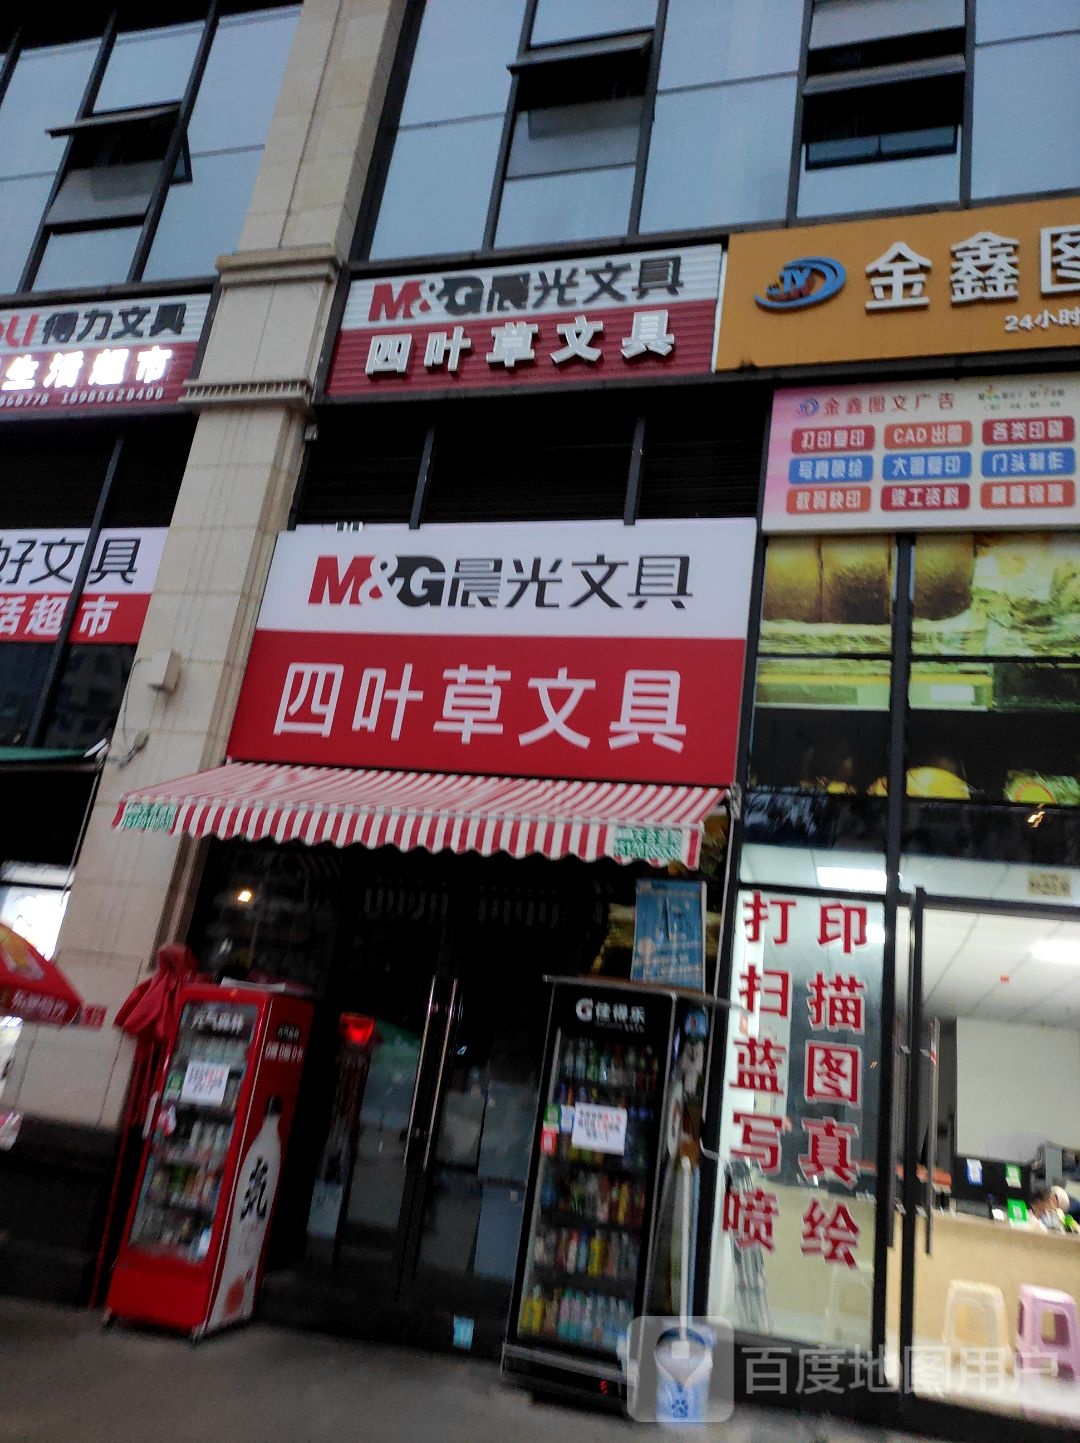 得力文具
生活超市
M&G晨光文具
四叶草文具
金鑫图
24小时
金鑫图文广告
打印复印
CAD出图
各类印刷
写真喷绘
大图复印
门头制作
数码快印
竣工资料
好文具
活超市
M&G晨光文具
四叶草文具
打印
扫描
蓝图
写真
喷绘
元气森林
佳得乐
百度地图用户